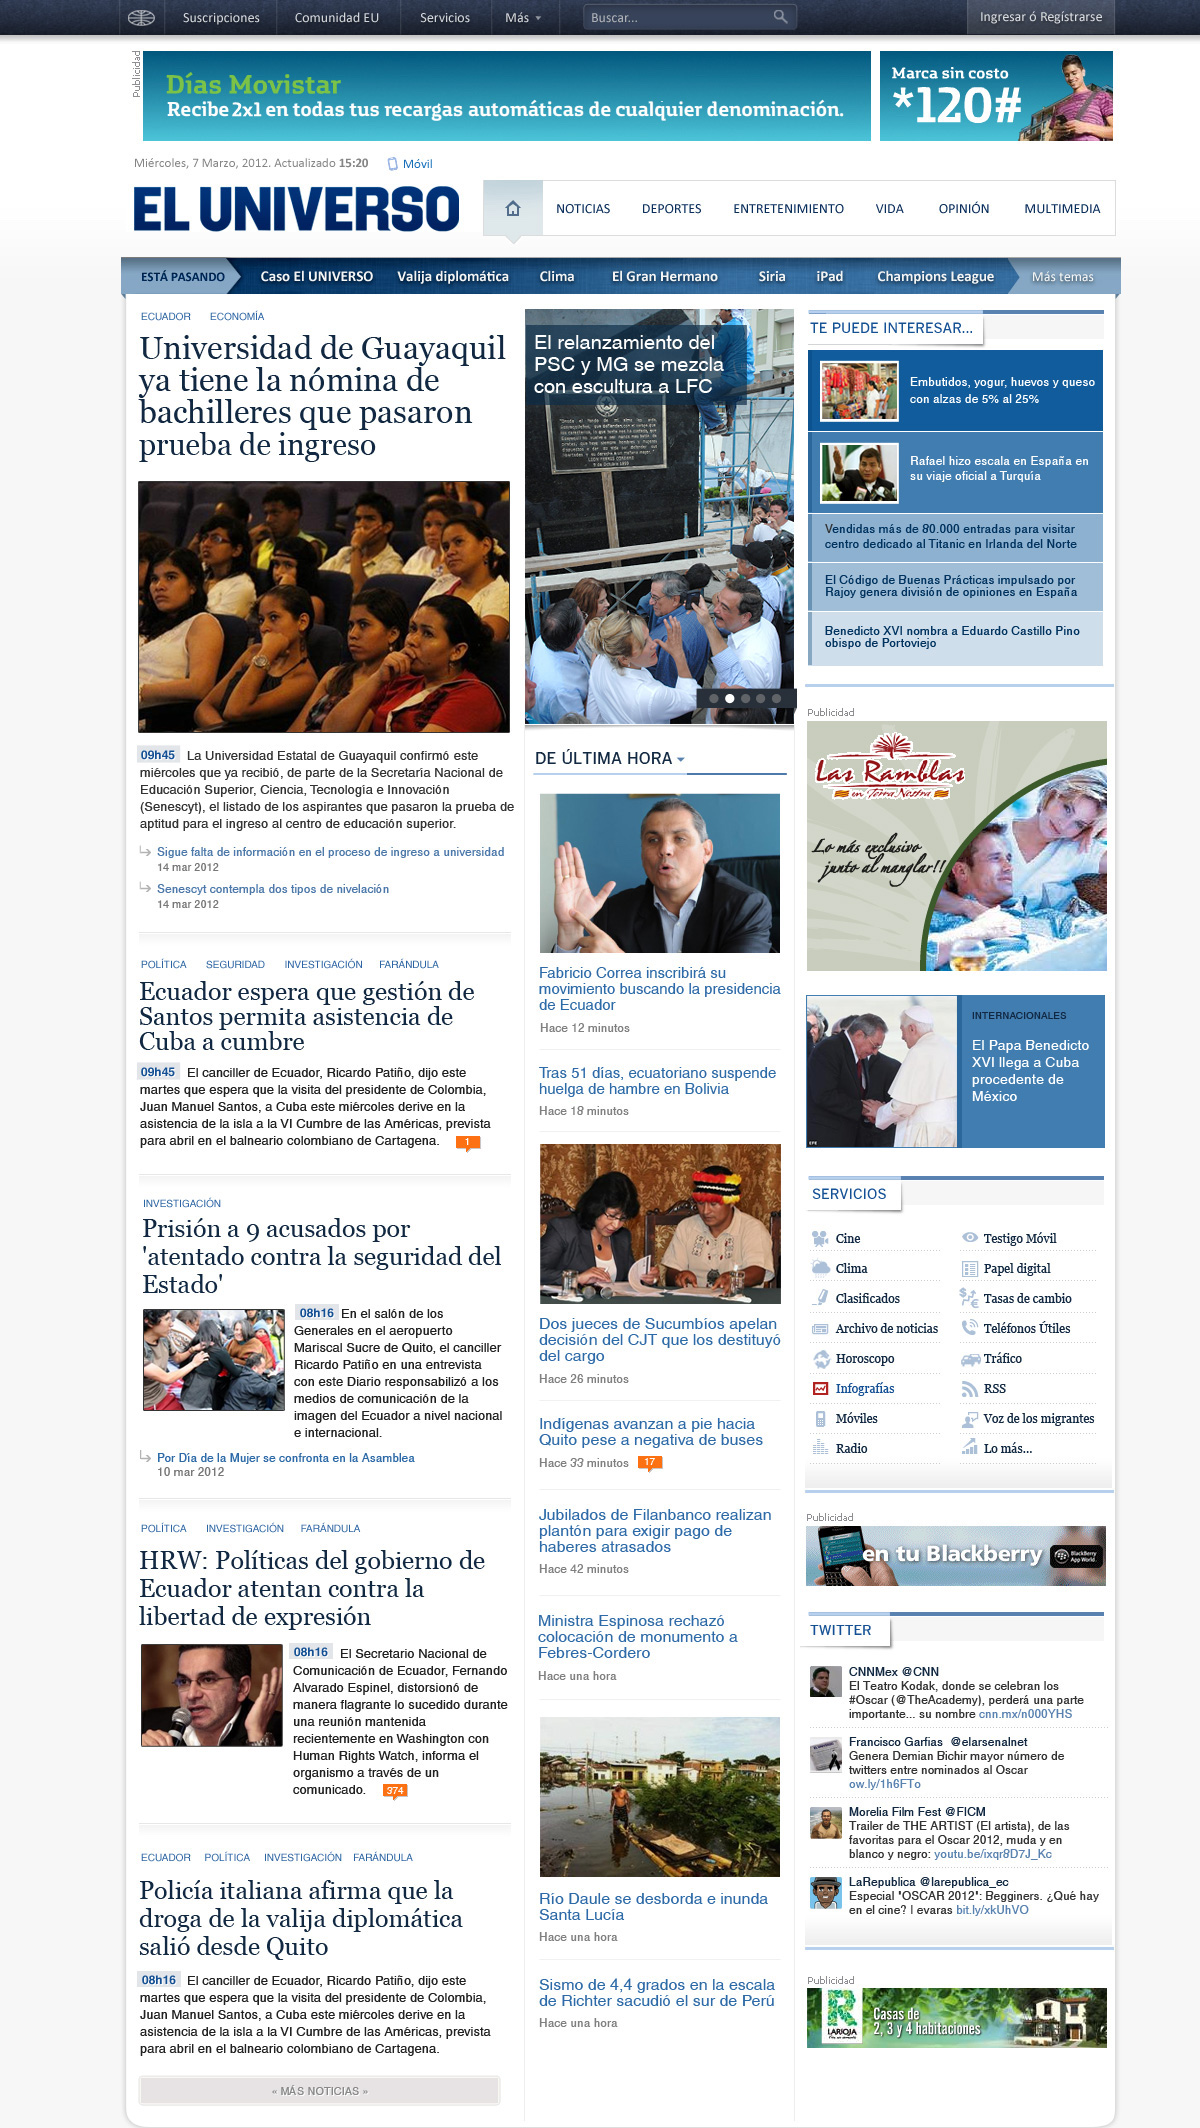 Suscripciones
Comunidad EU
Servicios
Más
Buscar...
Ingresar ó Regístrarse
Publicidad
Días Movistar
Recibe 2x1 en todas tus recargas automáticas de cualquier denominación.
Marca sin costo
*120#
Miércoles, 7 Marzo, 2012. Actualizado 15:20
Móvil
EL UNIVERSO
NOTICIAS
DEPORTES
ENTRETENIMIENTO
VIDA
OPINIÓN
MULTIMEDIA
ESTÁ PASANDO
Caso El UNIVERSO
Valija diplomática
Clima
El Gran Hermano
Siria
iPad
Champions League
Más temas
ECUADOR ECONOMÍA
Universidad de Guayaquil
ya tiene la nómina de
bachilleres que pasaron
prueba de ingreso
09h45 La Universidad Estatal de Guayaquil confirmó este
miércoles que ya recibió, de parte de la Secretaria Nacional de
Educación Superior, Ciencia, Tecnologia e Innovación
(Senescyt), el listado de los aspirantes que pasaron la prueba de
aptitud para el ingreso al centro de educación superior.
Sigue falta de información en el proceso de ingreso a universidad
14 mar 2012
Senescyt contempla dos tipos de nivelación
14 mar 2012
POLÍTICA SEGURIDAD INVESTIGACIÓN FARÁNDULA
Ecuador espera que gestión de
Santos permita asistencia de
Cuba a cumbre
09h45 El canciller de Ecuador, Ricardo Patiño, dijo este
martes que espera que la visita del presidente de Colombia,
Juan Manuel Santos, a Cuba este miércoles derive en la
asistencia de la isla a la VI Cumbre de las Américas, prevista
para abril en el balneario colombiano de Cartagena. 1
INVESTIGACIÓN
Prisión a 9 acusados por
'atentado contra la seguridad del
Estado'
08h16 En el salón de los
Generales en el aeropuerto
Mariscal Sucre de Quito, el canciller
Ricardo Patiño en una entrevista
con este Diario responsabilizó a los
medios de comunicación de la
imagen del Ecuador a nivel nacional
e internacional.
Por Día de la Mujer se confronta en la Asamblea
10 mar 2012
POLÍTICA INVESTIGACIÓN FARÁNDULA
HRW: Políticas del gobierno de
Ecuador atentan contra la
libertad de expresión
08h16 El Secretario Nacional de
Comunicación de Ecuador, Fernando
Alvarado Espinel, distorsionó de
manera flagrante lo sucedido durante
una reunión mantenida
recientemente en Washington con
Human Rights Watch, informa el
organismo a través de un
comunicado. 374
ECUADOR POLÍTICA INVESTIGACIÓN FARÁNDULA
Policía italiana afirma que la
droga de la valija diplomática
salió desde Quito
08h16 El canciller de Ecuador, Ricardo Patiño, dijo este
martes que espera que la visita del presidente de Colombia,
Juan Manuel Santos, a Cuba este miércoles derive en la
asistencia de la isla a la VI Cumbre de las Américas, prevista
para abril en el balneario colombiano de Cartagena.
« MÁS NOTICIAS »
El relanzamiento del
PSC y MG se mezcla
con escultura a LFC
DE ÚLTIMA HORA
Fabricio Correa inscribirá su
movimiento buscando la presidencia
de Ecuador
Hace 12 minutos
Tras 51 días, ecuatoriano suspende
huelga de hambre en Bolivia
Hace 18 minutos
Dos jueces de Sucumbíos apelan
decisión del CJT que los destituyó
del cargo
Hace 26 minutos
Indígenas avanzan a pie hacia
Quito pese a negativa de buses
Hace 33 minutos 17
Jubilados de Filanbanco realizan
plantón para exigir pago de
haberes atrasados
Hace 42 minutos
Ministra Espinosa rechazó
colocación de monumento a
Febres-Cordero
Hace una hora
Río Daule se desborda e inunda
Santa Lucía
Hace una hora
Sismo de 4,4 grados en la escala
de Richter sacudió el sur de Perú
Hace una hora
TE PUEDE INTERESAR...
Embutidos, yogur, huevos y queso
con alzas de 5% al 25%
Rafael hizo escala en España en
su viaje oficial a Turquía
Vendidas más de 80.000 entradas para visitar
centro dedicado al Titanic en Irlanda del Norte
El Código de Buenas Prácticas impulsado por
Rajoy genera división de opiniones en España
Benedicto XVI nombra a Eduardo Castillo Pino
obispo de Portoviejo
Publicidad
Las Ramblas
en Terra Nostra
Lo más exclusivo
junto al manglar!!
INTERNACIONALES
El Papa Benedicto
XVI llega a Cuba
procedente de
México
EFE
SERVICIOS
Cine
Testigo Móvil
Clima
Papel digital
Clasificados
Tasas de cambio
Archivo de noticias
Teléfonos Útiles
Horoscopo
Tráfico
Infografías
RSS
Móviles
Voz de los migrantes
Radio
Lo más...
Publicidad
en tu Blackberry
BlackBerry
App World.
TWITTER
CNNMex @CNN
El Teatro Kodak, donde se celebran los
#Oscar (@TheAcademy), perderá una parte
importante... su nombre cnn.mx/n000YHS
Francisco Garfias @elarsenalnet
Genera Demian Bichir mayor número de
twitters entre nominados al Oscar
ow.ly/1h6FTo
Morelia Film Fest @FICM
Trailer de THE ARTIST (El artista), de las
favoritas para el Oscar 2012, muda y en
blanco y negro: youtu.be/ixqr8D7J_Kc
LaRepublica @larepublica_ec
Especial "OSCAR 2012": Begginers. ¿Qué hay
en el cine? | evaras bit.ly/xkUhVO
Publicidad
LARIOJA
Casas de
2, 3 y 4 habitaciones